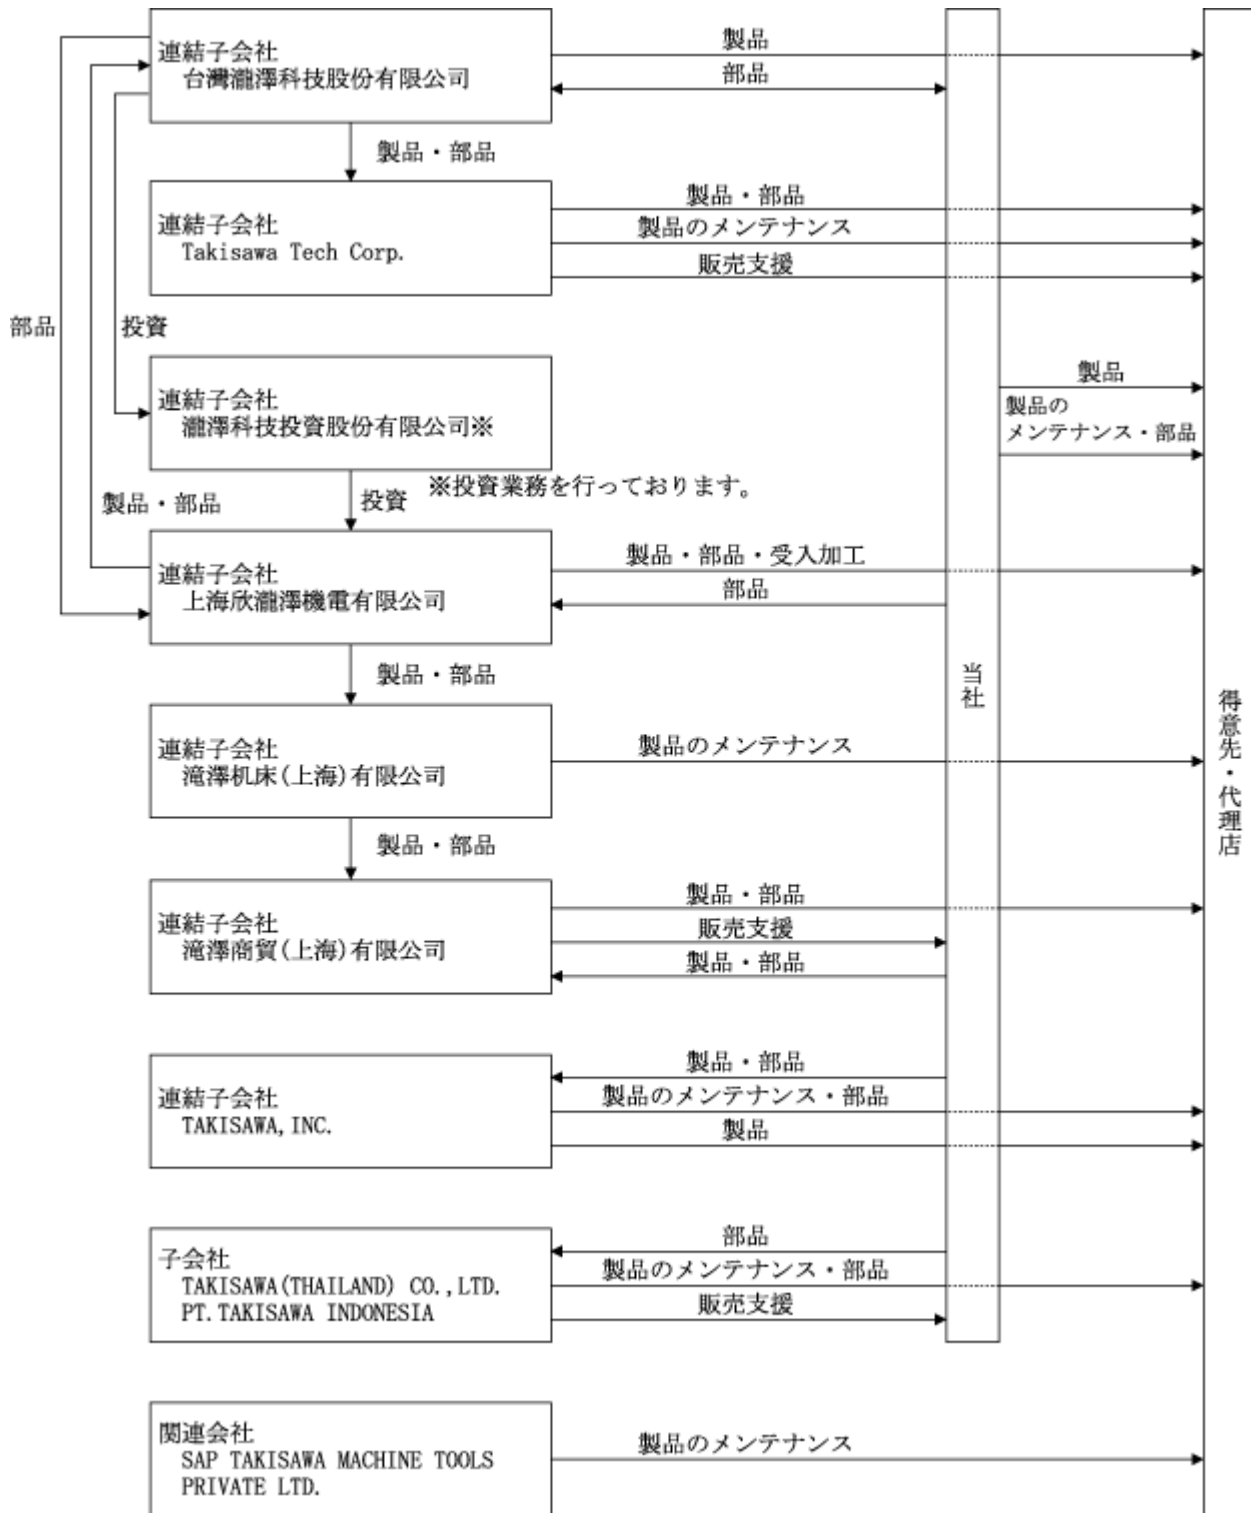 連結子会社
台灣瀧澤科技股份有限公司
製品
部品
製品・部品
連結子会社
Takisawa Tech Corp.
製品・部品
製品のメンテナンス
販売支援
部品
投資
連結子会社
瀧澤科技投資股份有限公司※
製品
製品の
メンテナンス・部品
※投資業務を行っております。
投資
製品・部品
連結子会社
上海欣瀧澤機電有限公司
製品・部品・受入加工
部品
製品・部品
当社
得意先・代理店
連結子会社
滝澤机床(上海)有限公司
製品のメンテナンス
製品・部品
連結子会社
滝澤商貿(上海)有限公司
製品・部品
販売支援
製品・部品
連結子会社
TAKISAWA,INC.
製品・部品
製品のメンテナンス・部品
製品
子会社
TAKISAWA(THAILAND) CO.,LTD.
PT.TAKISAWA INDONESIA
部品
製品のメンテナンス・部品
販売支援
関連会社
SAP TAKISAWA MACHINE TOOLS
PRIVATE LTD.
製品のメンテナンス